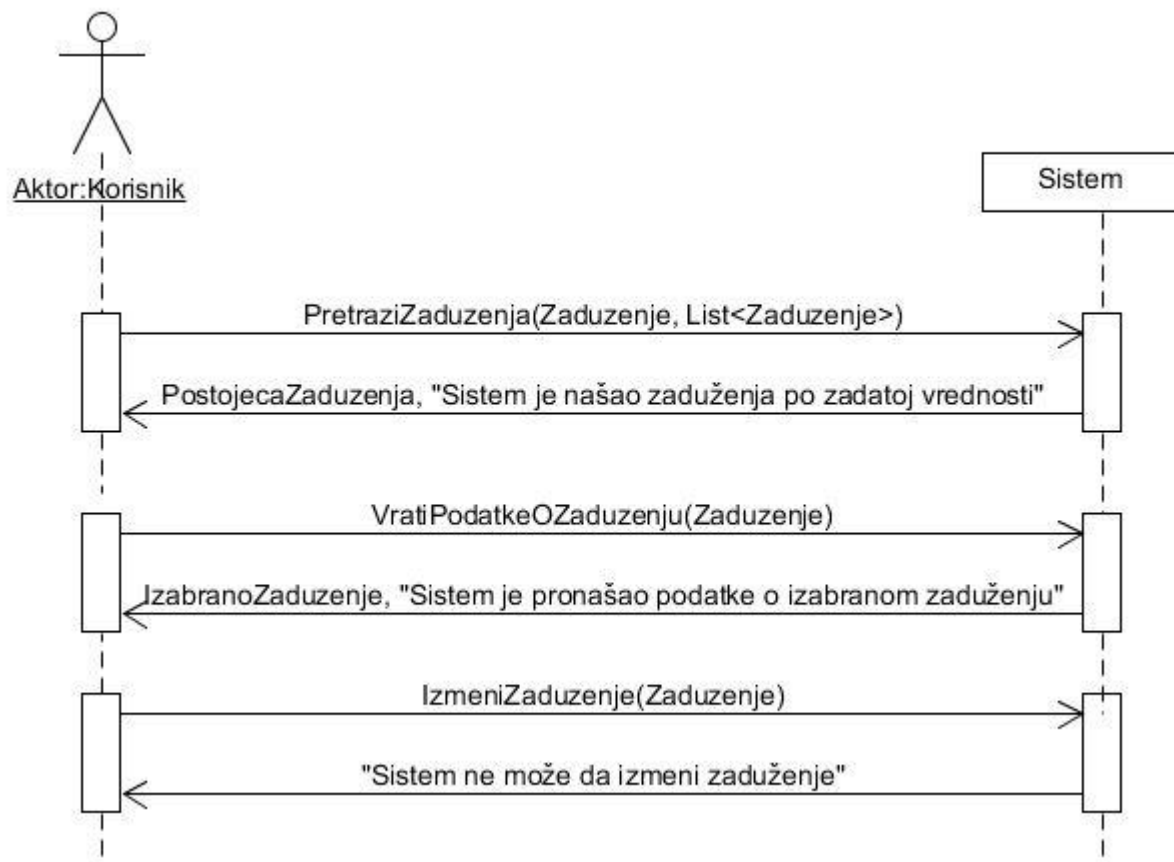 Aktor:Korisnik
Sistem
PretraziZaduzenja(Zaduzenje, List<Zaduzenje>)
PostojecaZaduzenja, "Sistem je našao zaduženja po zadatoj vrednosti"
VratiPodatkeOZaduzenju(Zaduzenje)
IzabranoZaduzenje, "Sistem je pronašao podatke o izabranom zaduženju"
IzmeniZaduzenje(Zaduzenje)
"Sistem ne može da izmeni zaduženje"